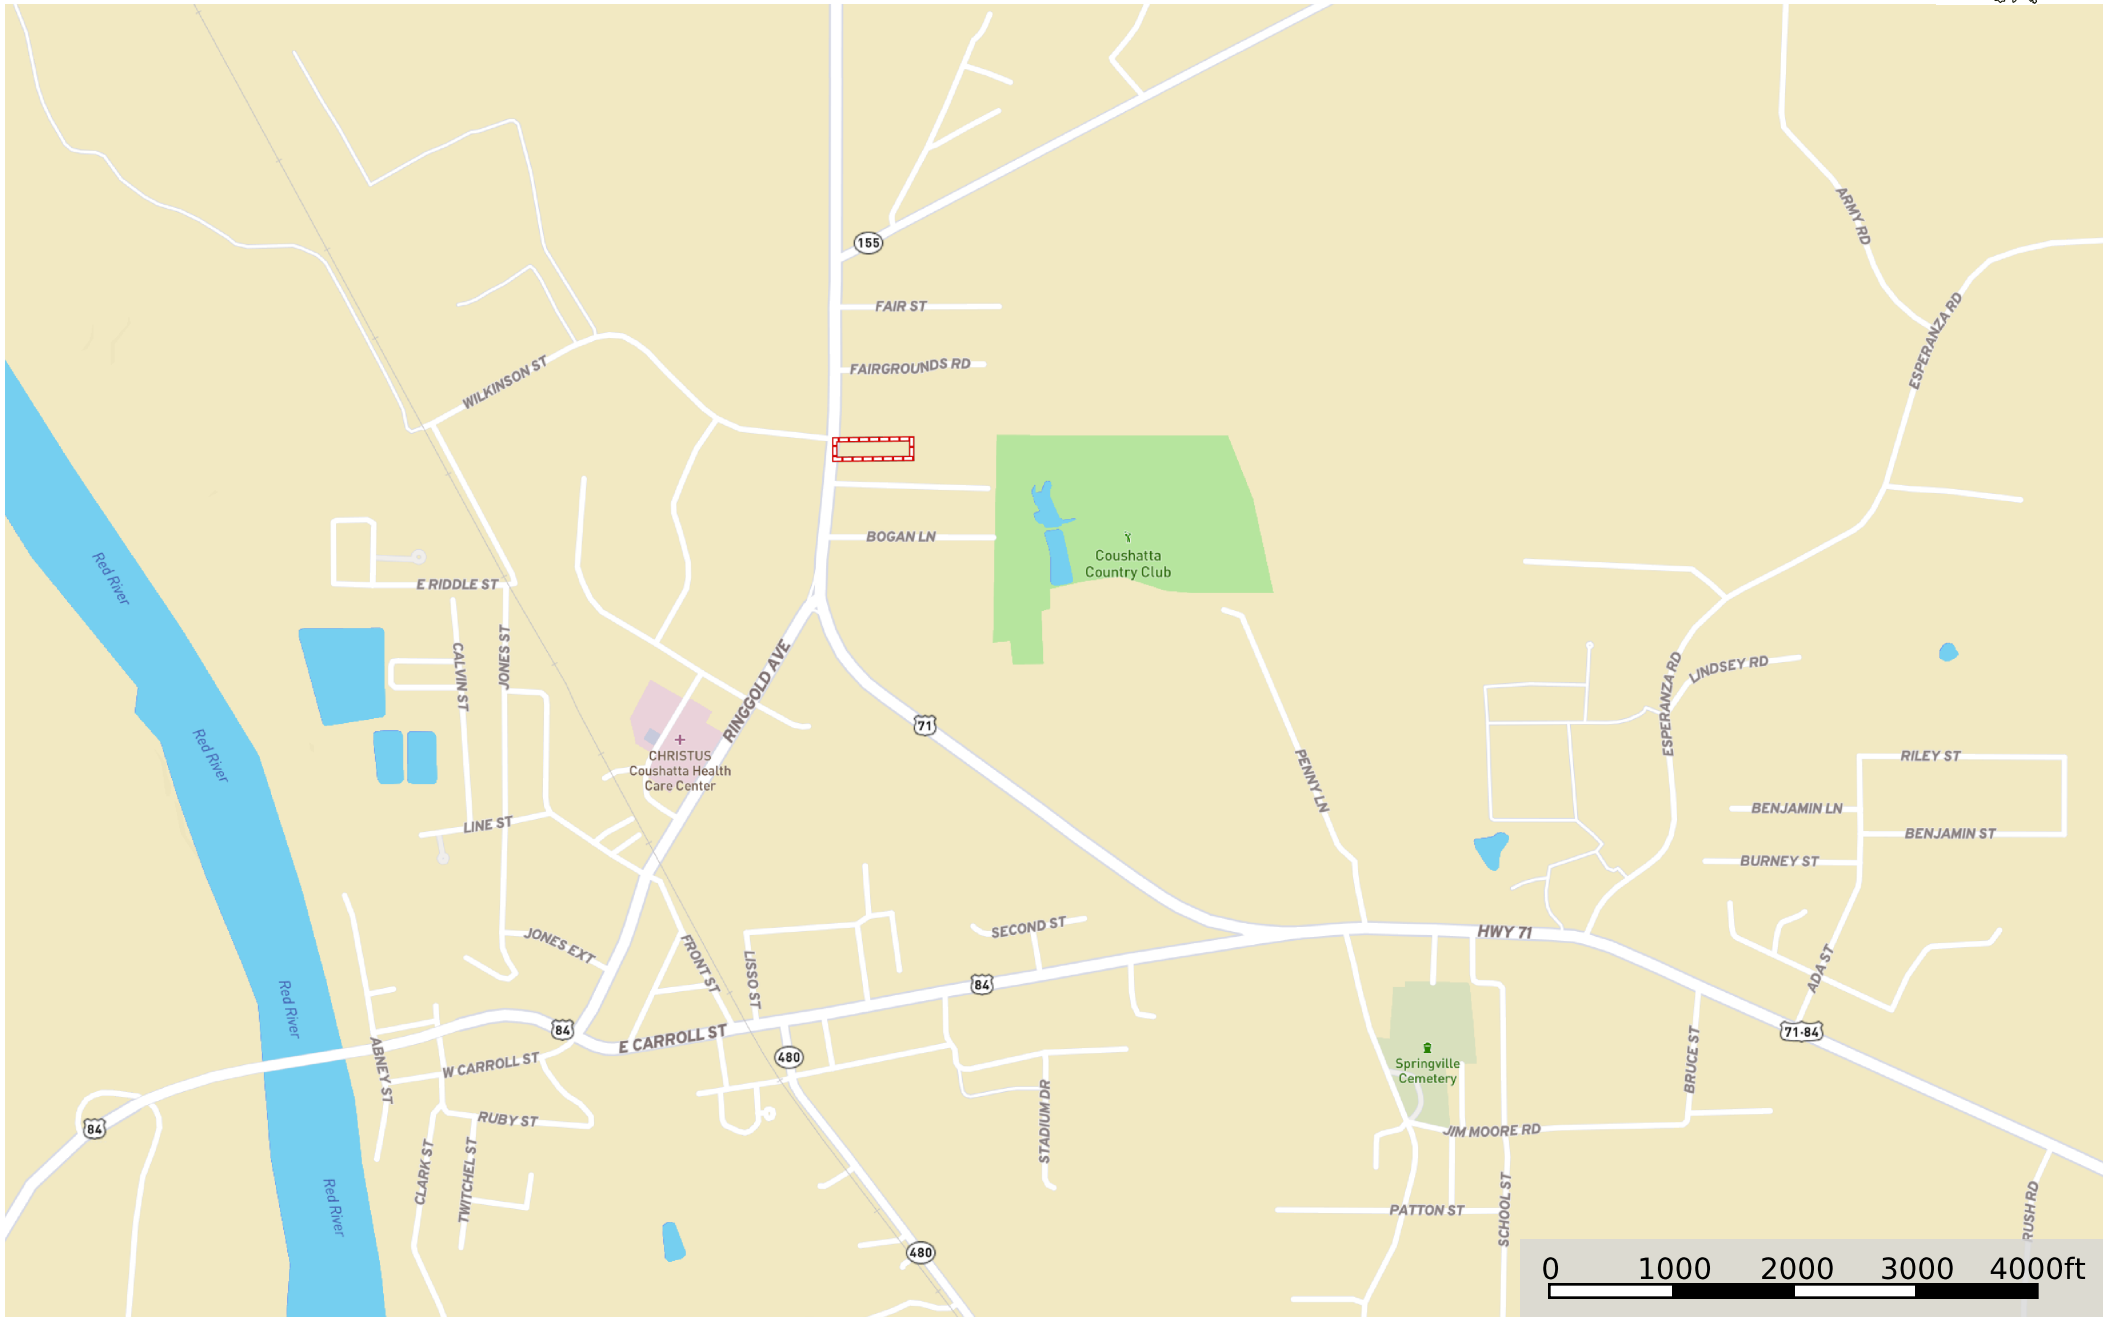 155
ARMY RD
FAIR ST
FAIRGROUNDS RD
ESPERANZA RD
WILKINSON ST
BOGAN LN
Coushatta
Country Club
Red River
E RIDDLE ST
JONES ST
CALVIN ST
RINGGOLD AVE
LINDSEY RD
ESPERANZA RD
71
Red River
CHRISTUS
Coushatta Health
Care Center
PENNY LN
RILEY ST
BENJAMIN LN
BENJAMIN ST
LINE ST
BURNEY ST
JONES EXT
FRONT ST
LISSO ST
SECOND ST
HWY 71
ADA ST
84
Red River
84
E CARROLL ST
71-84
480
ABNEY ST
W CARROLL ST
Springville
Cemetery
BRUCE ST
84
RUBY ST
STADIUM DR
JIM MOORE RD
CLARK ST
TWITCHEL ST
Red River
PATTON ST
SCHOOL ST
RUSH RD
480
0 1000 2000 3000 4000ft